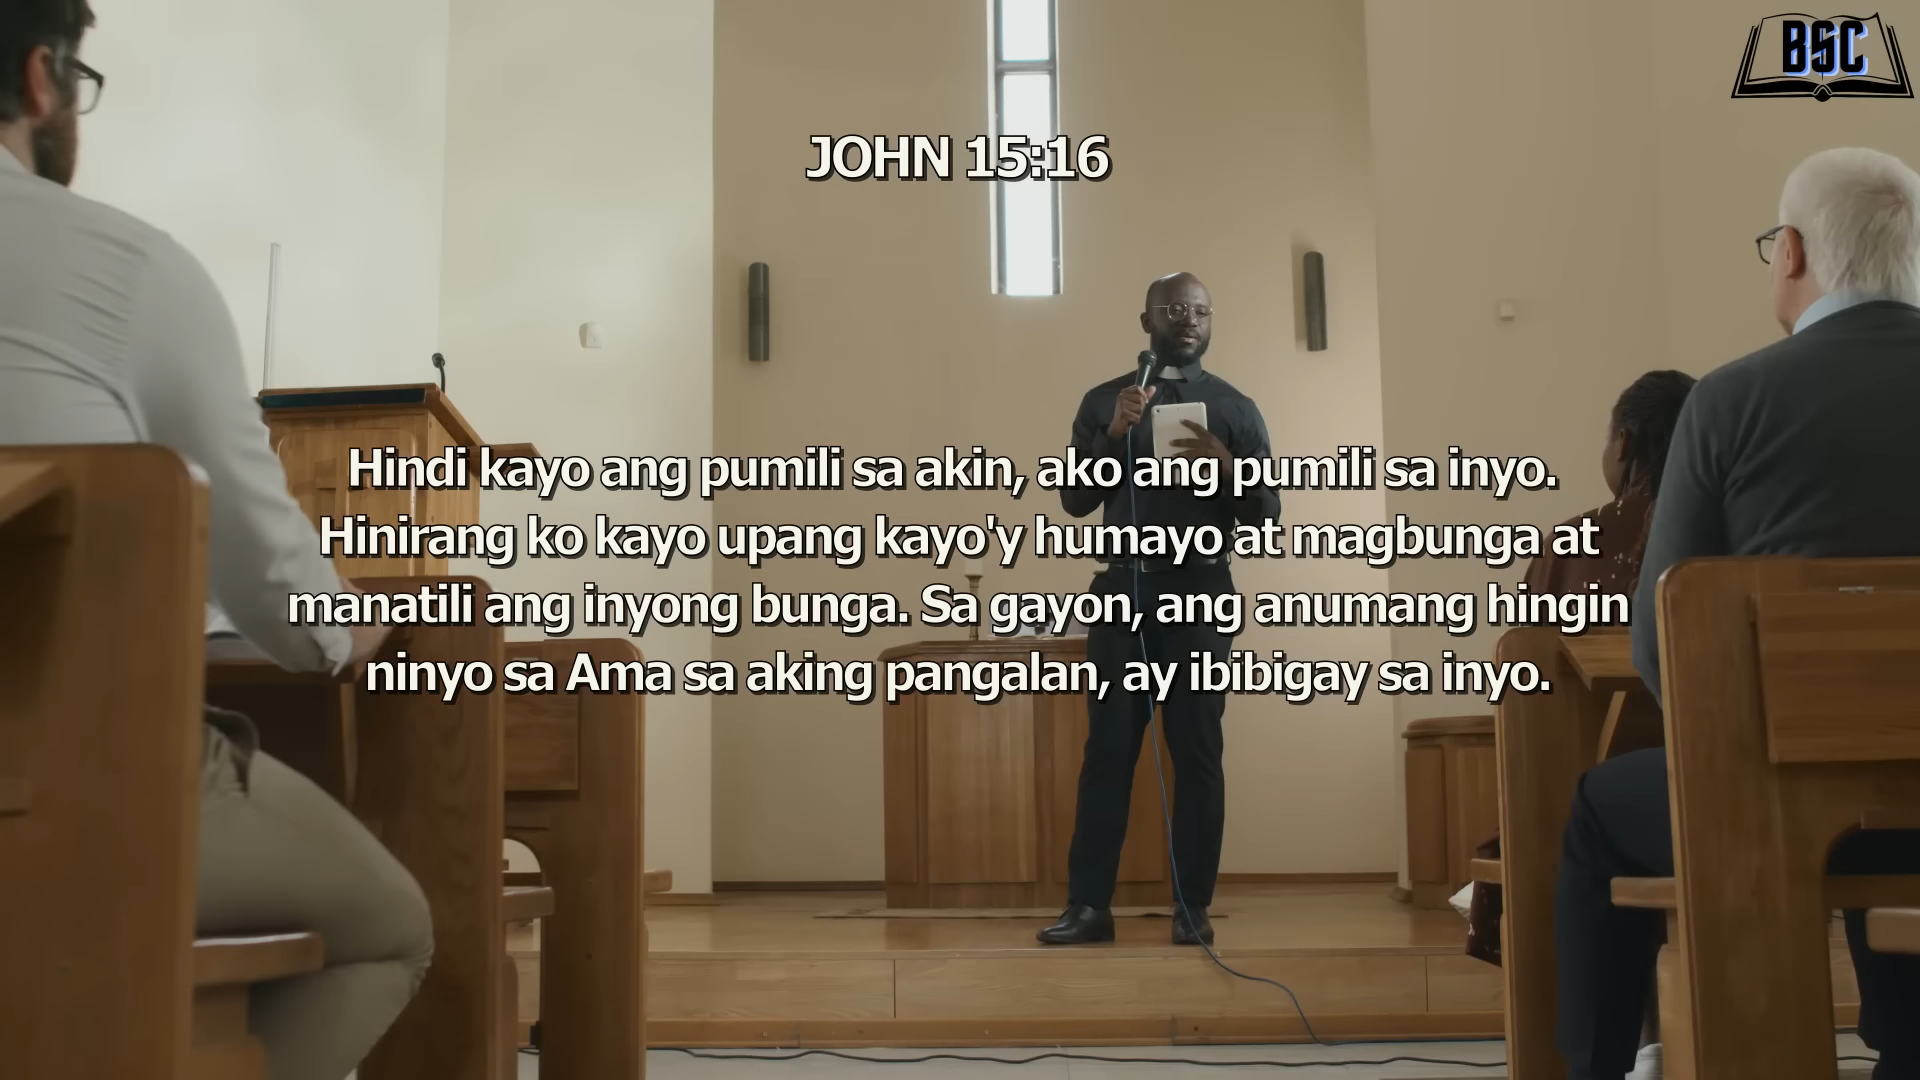 BSC
JOHN 15:16
Hindi kayo ang pumili sa akin, ako ang pumili sa inyo.
Hinirang ko kayo upang kayo'y humayo at magbunga at
manatili ang inyong bunga. Sa gayon, ang anumang hingin
ninyo sa Ama sa aking pangalan, ay ibibigay sa inyo.